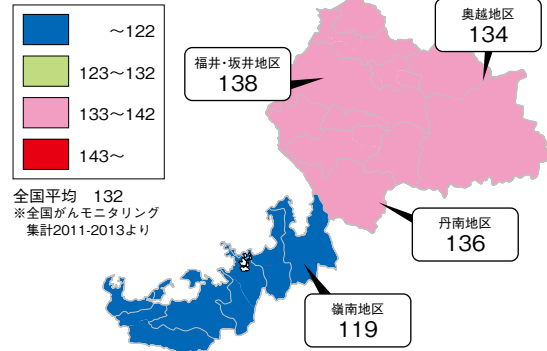 ～122
123～132
133～142
143～
全国平均 132
※全国がんモニタリング
集計2011-2013より
奥越地区
134
福井・坂井地区
138
丹南地区
136
嶺南地区
119